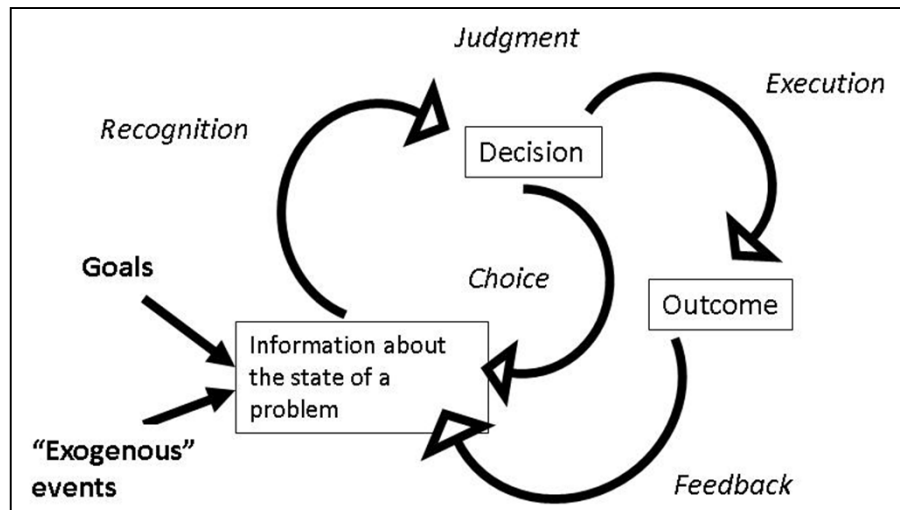 Judgment
Execution
Recognition
Decision
Goals
Choice
Outcome
Information about
the state of a
problem
“Exogenous”
events
Feedback